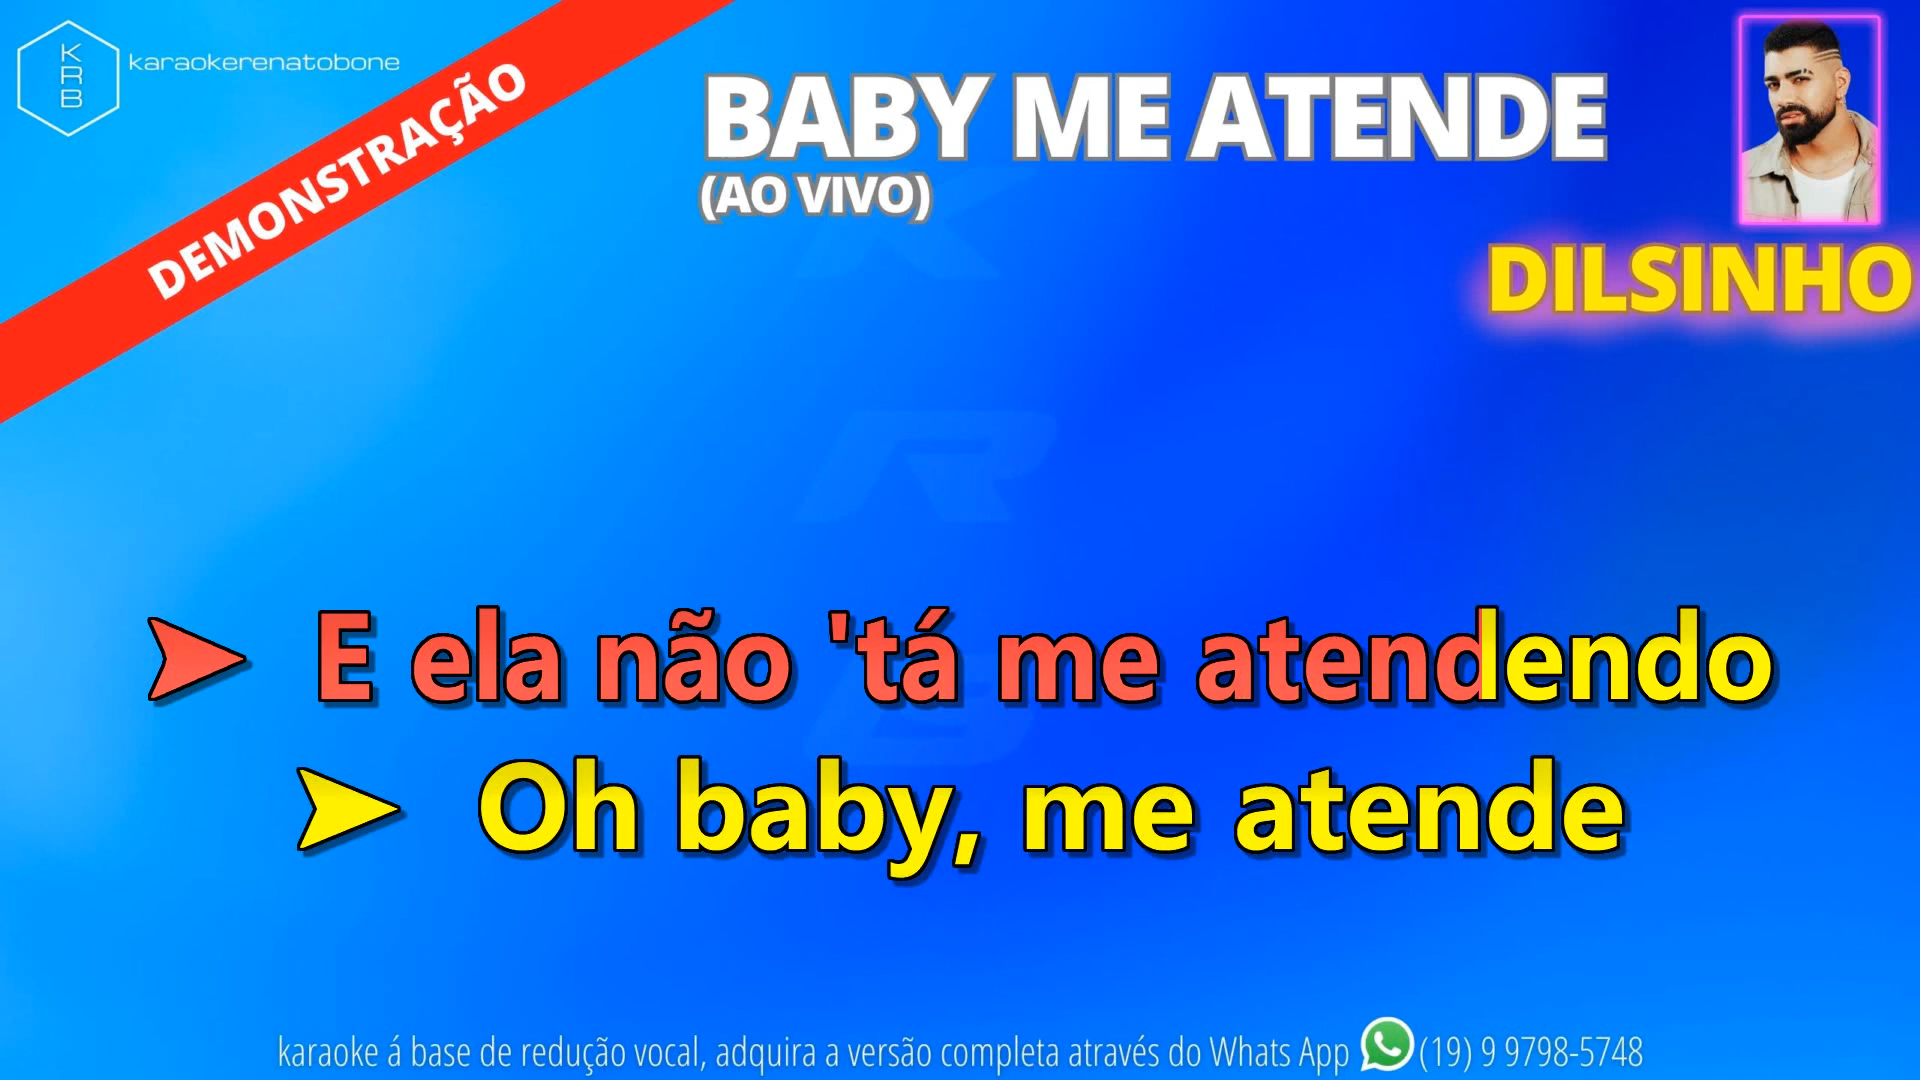 K
R
B
karaokerenatobone
DEMONSTRAÇÃO
BABY ME ATENDE
(AO VIVO)
DILSINHO
K
R
B
➤ E ela não 'tá me atendendo
➤ Oh baby, me atende
karaoke á base de redução vocal, adquira a versão completa através do Whats App (19) 9 9798-5748